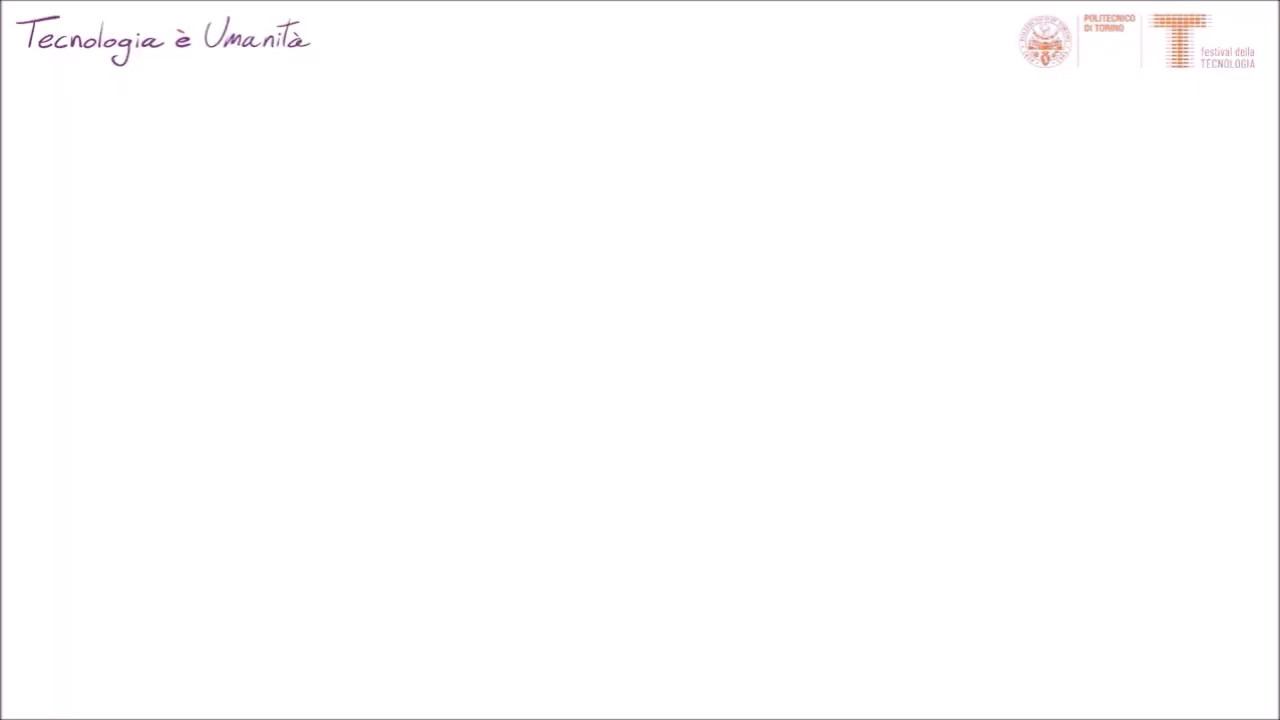 Tecnologia è Umanità
POLITECNICO
DI TORINO
festival della
TECNOLOGIA